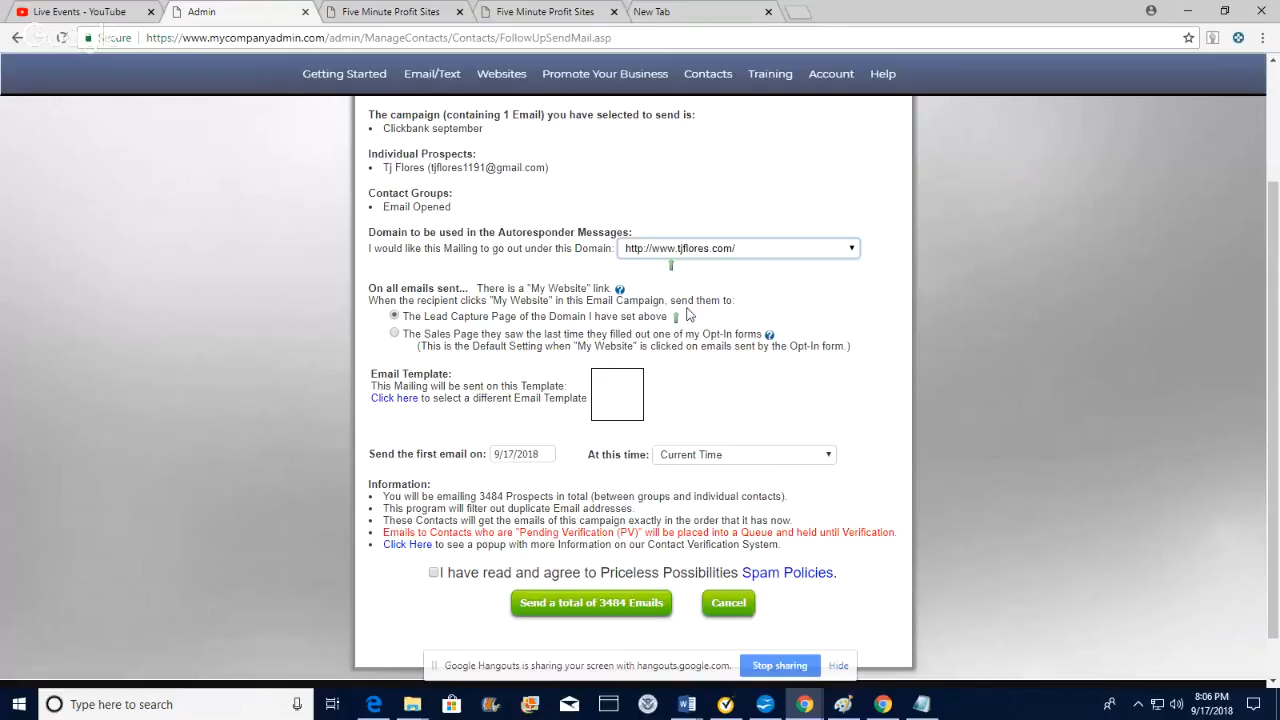 Live Events - YouTube
Admin
Five Minute Profit Sites
Five Minute Profit Sites
New Tab
Secure
https://www.mycompanyadmin.com/admin/ManageContacts/Contacts/FollowUpSendMail.asp
Getting Started Email/Text Websites Promote Your Business Contacts Training Account Help
The campaign (containing 1 Email) you have selected to send is:
• Clickbank september
Individual Prospects:
• Tj Flores (tjflores1191@gmail.com)
Contact Groups:
• Email Opened
Domain to be used in the Autoresponder Messages:
I would like this Mailing to go out under this Domain: http://www.tjflores.com/
On all emails sent... There is a "My Website" link.
When the recipient clicks "My Website" in this Email Campaign, send them to:
The Lead Capture Page of the Domain I have set above
The Sales Page they saw the last time they filled out one of my Opt-In forms
(This is the Default Setting when "My Website" is clicked on emails sent by the Opt-In form.)
Email Template:
This Mailing will be sent on this Template:
Click here to select a different Email Template
Send the first email on: 9/17/2018 At this time: Current Time
Information:
• You will be emailing 3484 Prospects in total (between groups and individual contacts).
• This program will filter out duplicate Email addresses.
• These Contacts will get the emails of this campaign exactly in the order that it has now.
• Emails to Contacts who are "Pending Verification (PV)" will be placed into a Queue and held until Verification.
• Click Here to see a popup with more Information on our Contact Verification System.
I have read and agree to Priceless Possibilities Spam Policies.
Send a total of 3484 Emails Cancel
Google Hangouts is sharing your screen with hangouts.google.com. Stop sharing Hide
Type here to search
8:06 PM
9/17/2018